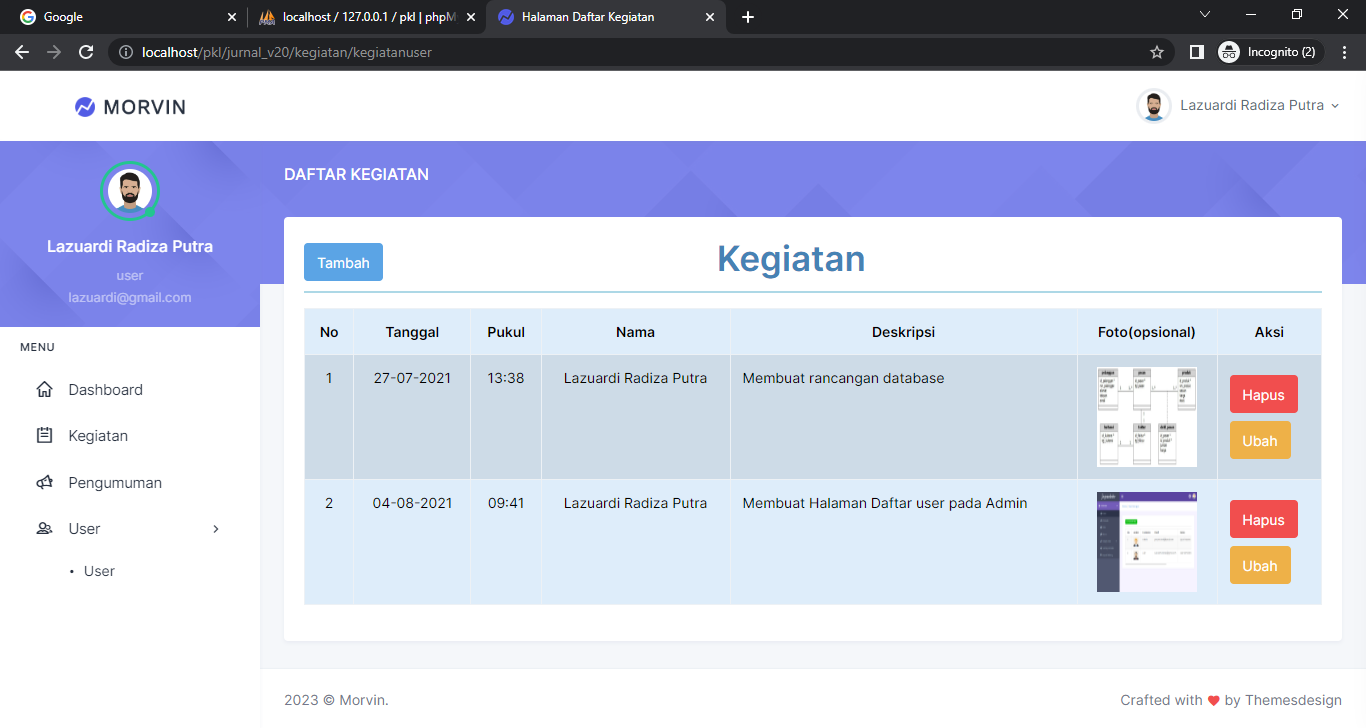 Google
localhost / 127.0.0.1 / pkl | phpM
Halaman Daftar Kegiatan
localhost/pkl/jurnal_v20/kegiatan/kegiatanuser
Incognito (2)
MORVIN
Lazuardi Radiza Putra
Lazuardi Radiza Putra
user
lazuardi@gmail.com
MENU
Dashboard
Kegiatan
Pengumuman
User
• User
DAFTAR KEGIATAN
Tambah
Kegiatan
No Tanggal Pukul Nama Deskripsi Foto(opsional) Aksi
1 27-07-2021 13:38 Lazuardi Radiza Putra Membuat rancangan database
Hapus
Ubah
2 04-08-2021 09:41 Lazuardi Radiza Putra Membuat Halaman Daftar user pada Admin
Hapus
Ubah
2023 © Morvin.
Crafted with ❤ by Themesdesign